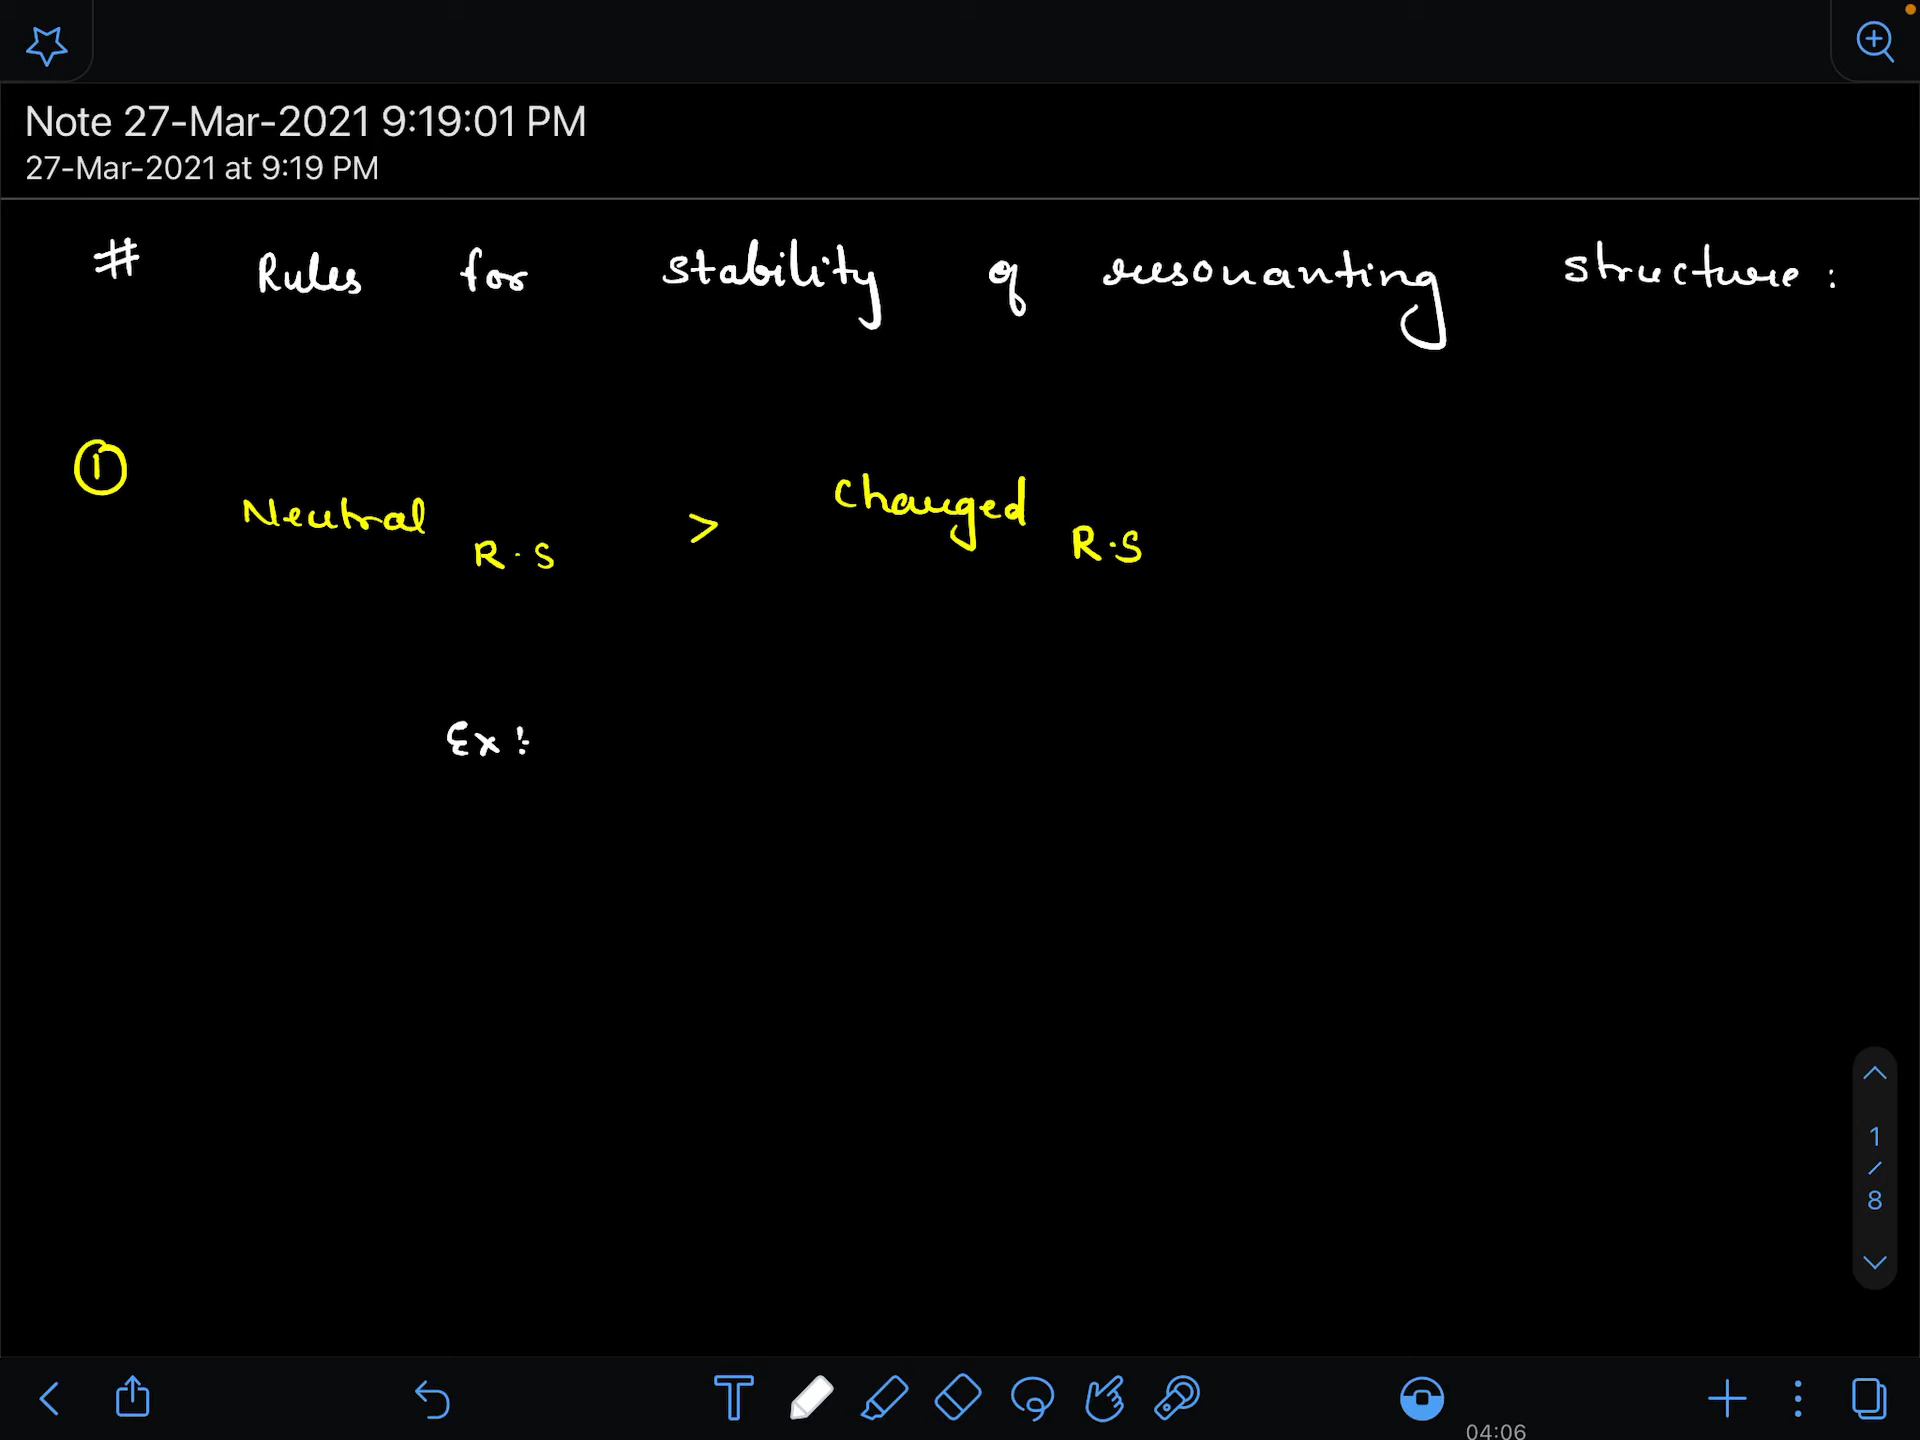 Note 27-Mar-2021 9:19:01 PM
27-Mar-2021 at 9:19 PM
# Rules for stability of resonanting structure:
① Neutral R.S > Changed R.S
Ex:
1
/
8
T
04:06